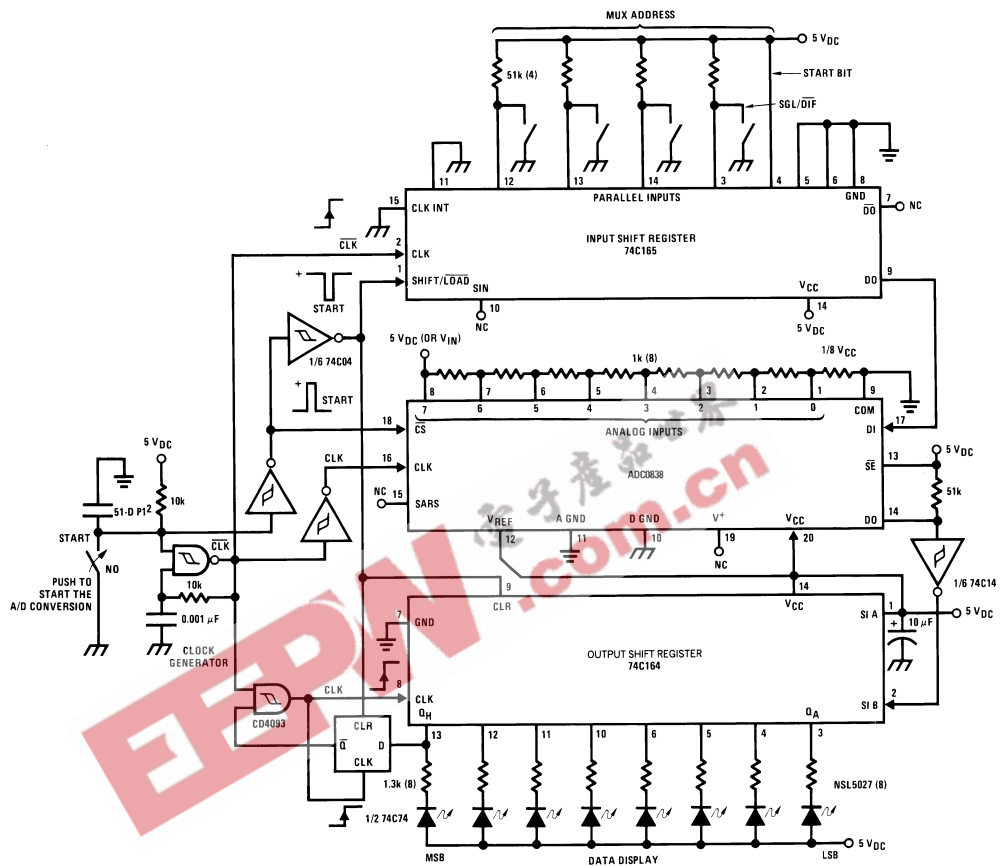 MUX ADDRESS
5 VDC
51k (4)
START BIT
SGL/DIF
11
12
13
14
3
4
5
6
8
PARALLEL INPUTS
GND
15
CLK INT
DO
7
NC
INPUT SHIFT REGISTER
74C165
CLK
2
CLK
1
SHIFT/LOAD
9
DO
+
START
SIN
VCC
10
NC
14
5 VDC
1/6 74C04
5 VDC (OR VIN)
1k (8)
1/8 VCC
+
START
8
7
6
5
4
3
2
1
9
7
6
5
4
3
2
1
0
COM
ANALOG INPUTS
18
CS
DI
17
CLK
16
CLK
ADC0838
13
SE
5 VDC
51k
NC
15
SARS
14
DO
VREF
A GND
D GND
V+
VCC
12
11
10
19
NC
20
5 VDC
10k
51-D P1²
START
NO
PUSH TO
START THE
A/D CONVERSION
CLK
10k
0.001 µF
CLOCK
GENERATOR
1/6 74C14
9
CLR
14
VCC
7
GND
SI A
1
5 VDC
+
10 µF
OUTPUT SHIFT REGISTER
74C164
CLK
8
CLK
2
SI B
CD4093
QH
QA
CLR
Q
D
CLK
13
12
11
10
6
5
4
3
1.3k (8)
NSL5027 (8)
1/2 74C74
MSB
DATA DISPLAY
LSB
5 VDC
電子產品世界
EEPW
.com.cn